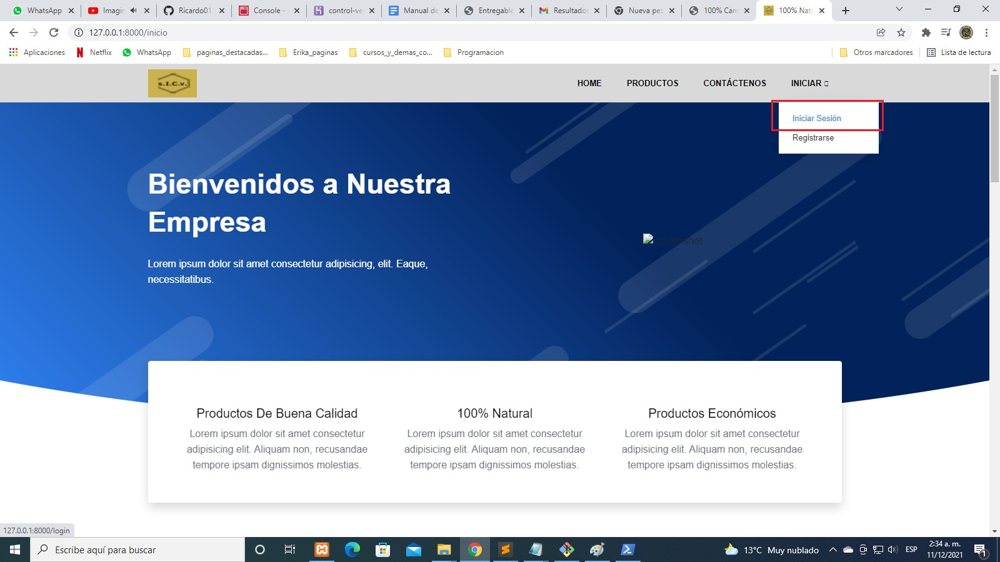 WhatsApp
Imagin
Ricardo01
Console -
control-ve
Manual de
Entregable
Resultados
Nueva pes
100% Cam
100% Natu
127.0.0.1:8000/inicio
Aplicaciones
Netflix
WhatsApp
paginas_destacadas...
Erika_paginas
cursos_y_demas_co...
Programacion
Otros marcadores
Lista de lectura
s.I.C.v.
HOME
PRODUCTOS
CONTÁCTENOS
INICIAR
Iniciar Sesión
Registrarse
Bienvenidos a Nuestra
Empresa
Lorem ipsum dolor sit amet consectetur adipisicing, elit. Eaque,
necessitatibus.
screenshot
Productos De Buena Calidad
Lorem ipsum dolor sit amet consectetur
adipisicing elit. Aliquam non, recusandae
tempore ipsam dignissimos molestias.
100% Natural
Lorem ipsum dolor sit amet consectetur
adipisicing elit. Aliquam non, recusandae
tempore ipsam dignissimos molestias.
Productos Económicos
Lorem ipsum dolor sit amet consectetur
adipisicing elit. Aliquam non, recusandae
tempore ipsam dignissimos molestias.
127.0.0.1:8000/login
Escribe aquí para buscar
13°C Muy nublado
ESP
2:34 a. m.
11/12/2021
1